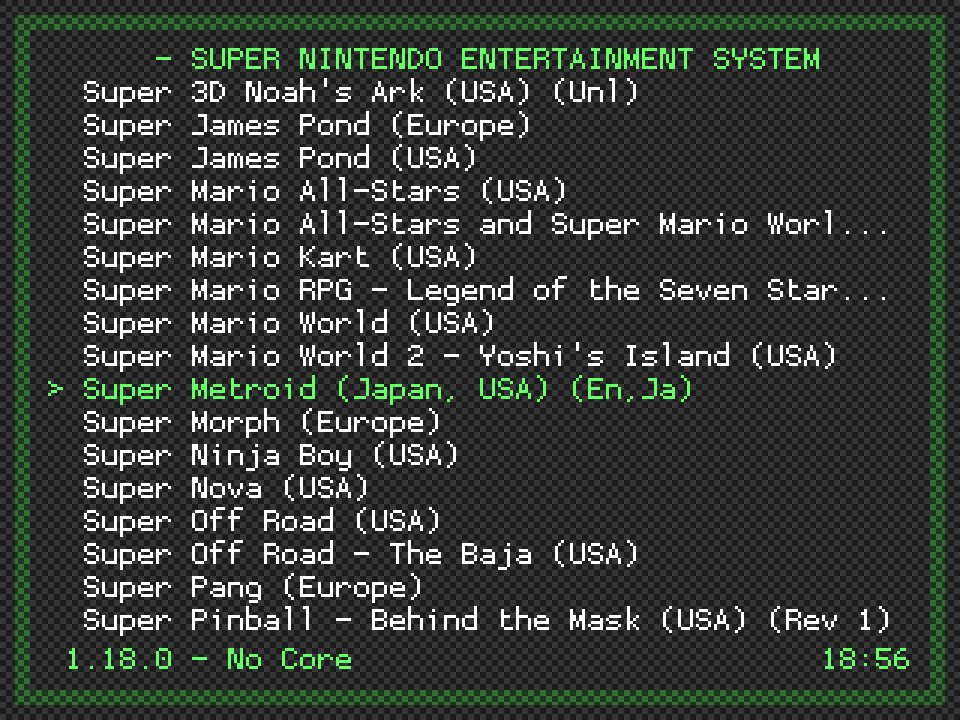 - SUPER NINTENDO ENTERTAINMENT SYSTEM
Super 3D Noah's Ark (USA) (Unl)
Super James Pond (Europe)
Super James Pond (USA)
Super Mario All-Stars (USA)
Super Mario All-Stars and Super Mario Worl...
Super Mario Kart (USA)
Super Mario RPG - Legend of the Seven Star...
Super Mario World (USA)
Super Mario World 2 - Yoshi's Island (USA)
> Super Metroid (Japan, USA) (En,Ja)
Super Morph (Europe)
Super Ninja Boy (USA)
Super Nova (USA)
Super Off Road (USA)
Super Off Road - The Baja (USA)
Super Pang (Europe)
Super Pinball - Behind the Mask (USA) (Rev 1)
1.18.0 - No Core 18:56